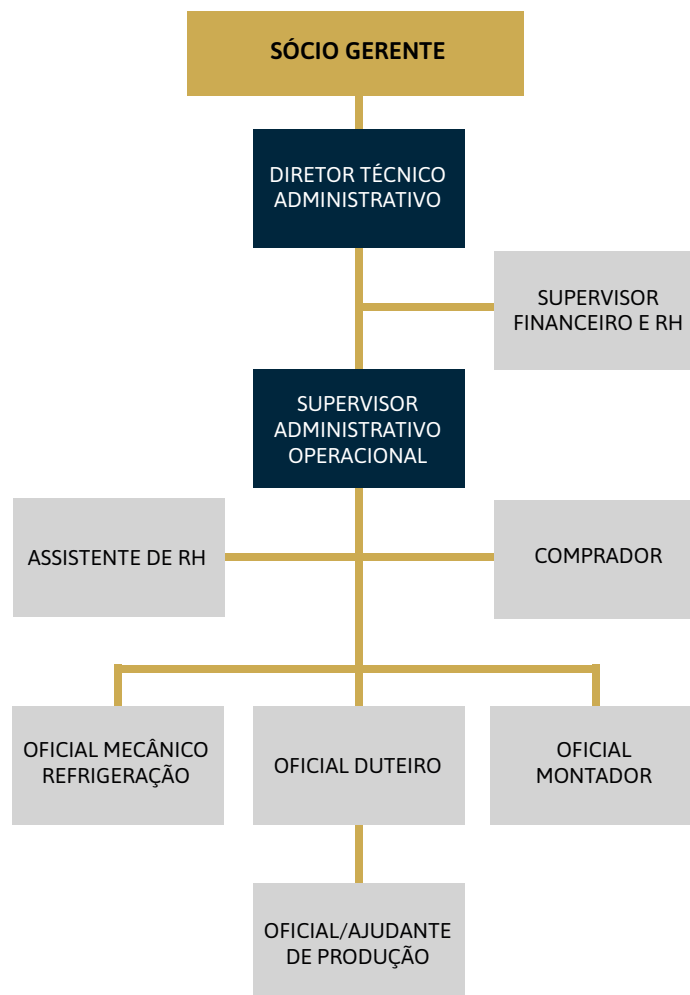 SÓCIO GERENTE
DIRETOR TÉCNICO
ADMINISTRATIVO
SUPERVISOR
FINANCEIRO E RH
SUPERVISOR
ADMINISTRATIVO
OPERACIONAL
ASSISTENTE DE RH
COMPRADOR
OFICIAL MECÂNICO
REFRIGERAÇÃO
OFICIAL DUTEIRO
OFICIAL
MONTADOR
OFICIAL/AJUDANTE
DE PRODUÇÃO